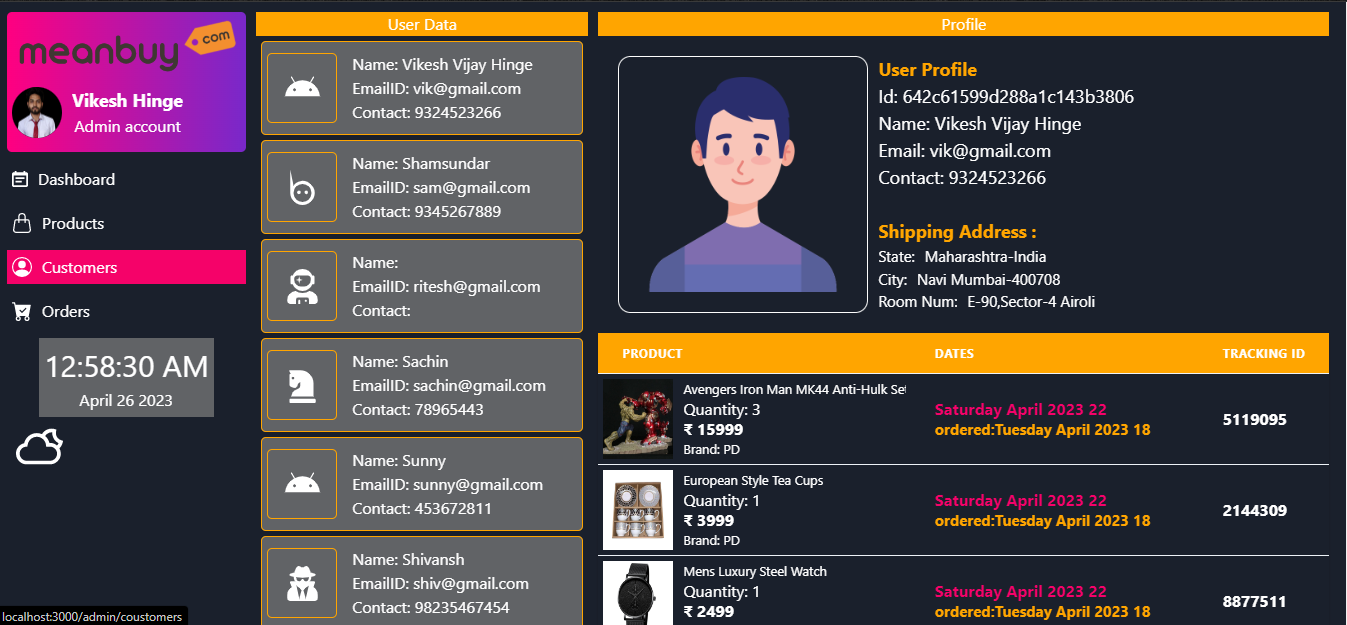 meanbuy .com
Vikesh Hinge
Admin account
Dashboard
Products
Customers
Orders
12:58:30 AM
April 26 2023
User Data
Name: Vikesh Vijay Hinge
EmailID: vik@gmail.com
Contact: 9324523266
Name: Shamsundar
EmailID: sam@gmail.com
Contact: 9345267889
Name:
EmailID: ritesh@gmail.com
Contact:
Name: Sachin
EmailID: sachin@gmail.com
Contact: 78965443
Name: Sunny
EmailID: sunny@gmail.com
Contact: 453672811
Name: Shivansh
EmailID: shiv@gmail.com
Contact: 98235467454
Profile
User Profile
Id: 642c61599d288a1c143b3806
Name: Vikesh Vijay Hinge
Email: vik@gmail.com
Contact: 9324523266
Shipping Address :
State: Maharashtra-India
City: Navi Mumbai-400708
Room Num: E-90,Sector-4 Airoli
PRODUCT DATES TRACKING ID
Avengers Iron Man MK44 Anti-Hulk Set
Quantity: 3
₹ 15999
Brand: PD
Saturday April 2023 22
ordered:Tuesday April 2023 18
5119095
European Style Tea Cups
Quantity: 1
₹ 3999
Brand: PD
Saturday April 2023 22
ordered:Tuesday April 2023 18
2144309
Mens Luxury Steel Watch
Quantity: 1
₹ 2499
Saturday April 2023 22
ordered:Tuesday April 2023 18
8877511
localhost:3000/admin/coustomers